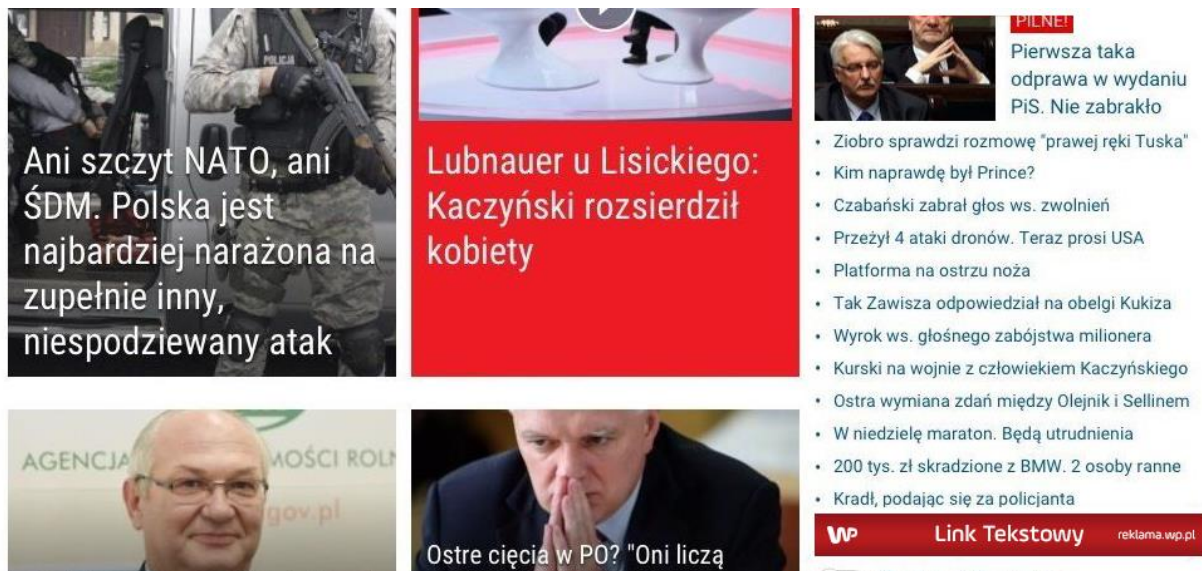 POLICJA
Ani szczyt NATO, ani
ŚDM. Polska jest
najbardziej narażona na
zupełnie inny,
niespodziewany atak
Lubnauer u Lisickiego:
Kaczyński rozsierdził
kobiety
PILNE!
Pierwsza taka
odprawa w wydaniu
PiS. Nie zabrakło
• Ziobro sprawdzi rozmowę "prawej ręki Tuska"
• Kim naprawdę był Prince?
• Czabański zabrał głos ws. zwolnień
• Przeżył 4 ataki dronów. Teraz prosi USA
• Platforma na ostrzu noża
• Tak Zawisza odpowiedział na obelgi Kukiza
• Wyrok ws. głośnego zabójstwa milionera
• Kurski na wojnie z człowiekiem Kaczyńskiego
• Ostra wymiana zdań między Olejnik i Sellinem
• W niedzielę maraton. Będą utrudnienia
• 200 tys. zł skradzione z BMW. 2 osoby ranne
• Kradł, podając się za policjanta
WP Link Tekstowy reklama.wp.pl
AGENCJA
gov.pl
Ostre cięcia w PO? "Oni liczą